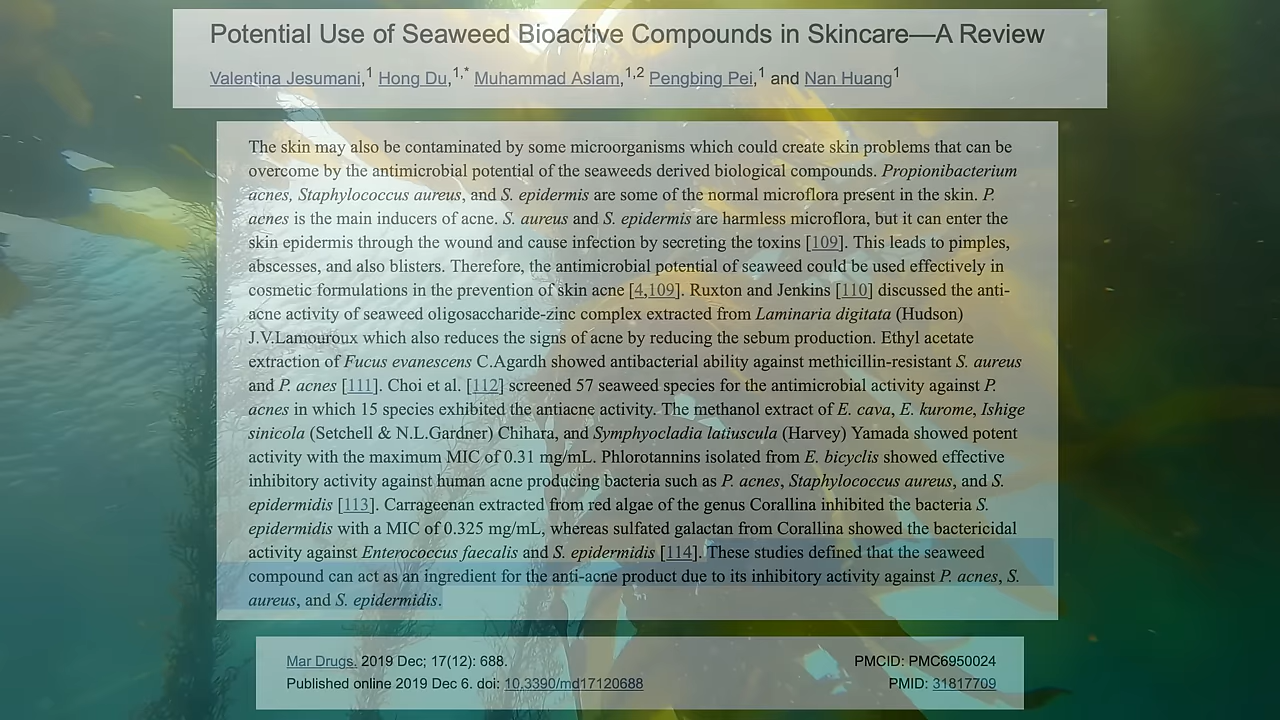 Potential Use of Seaweed Bioactive Compounds in Skincare—A Review
Valentina Jesumani,1 Hong Du,1,* Muhammad Aslam,1,2 Pengbing Pei,1 and Nan Huang1
The skin may also be contaminated by some microorganisms which could create skin problems that can be
overcome by the antimicrobial potential of the seaweeds derived biological compounds. Propionibacterium
acnes, Staphylococcus aureus, and S. epidermis are some of the normal microflora present in the skin. P.
acnes is the main inducers of acne. S. aureus and S. epidermis are harmless microflora, but it can enter the
skin epidermis through the wound and cause infection by secreting the toxins [109]. This leads to pimples,
abscesses, and also blisters. Therefore, the antimicrobial potential of seaweed could be used effectively in
cosmetic formulations in the prevention of skin acne [4,109]. Ruxton and Jenkins [110] discussed the anti-
acne activity of seaweed oligosaccharide-zinc complex extracted from Laminaria digitata (Hudson)
J.V.Lamouroux which also reduces the signs of acne by reducing the sebum production. Ethyl acetate
extraction of Fucus evanescens C.Agardh showed antibacterial ability against methicillin-resistant S. aureus
and P. acnes [111]. Choi et al. [112] screened 57 seaweed species for the antimicrobial activity against P.
acnes in which 15 species exhibited the antiacne activity. The methanol extract of E. cava, E. kurome, Ishige
sinicola (Setchell & N.L.Gardner) Chihara, and Symphyocladia latiuscula (Harvey) Yamada showed potent
activity with the maximum MIC of 0.31 mg/mL. Phlorotannins isolated from E. bicyclis showed effective
inhibitory activity against human acne producing bacteria such as P. acnes, Staphylococcus aureus, and S.
epidermidis [113]. Carrageenan extracted from red algae of the genus Corallina inhibited the bacteria S.
epidermidis with a MIC of 0.325 mg/mL, whereas sulfated galactan from Corallina showed the bactericidal
activity against Enterococcus faecalis and S. epidermidis [114]. These studies defined that the seaweed
compound can act as an ingredient for the anti-acne product due to its inhibitory activity against P. acnes, S.
aureus, and S. epidermidis.
Mar Drugs. 2019 Dec; 17(12): 688.
Published online 2019 Dec 6. doi: 10.3390/md17120688
PMCID: PMC6950024
PMID: 31817709